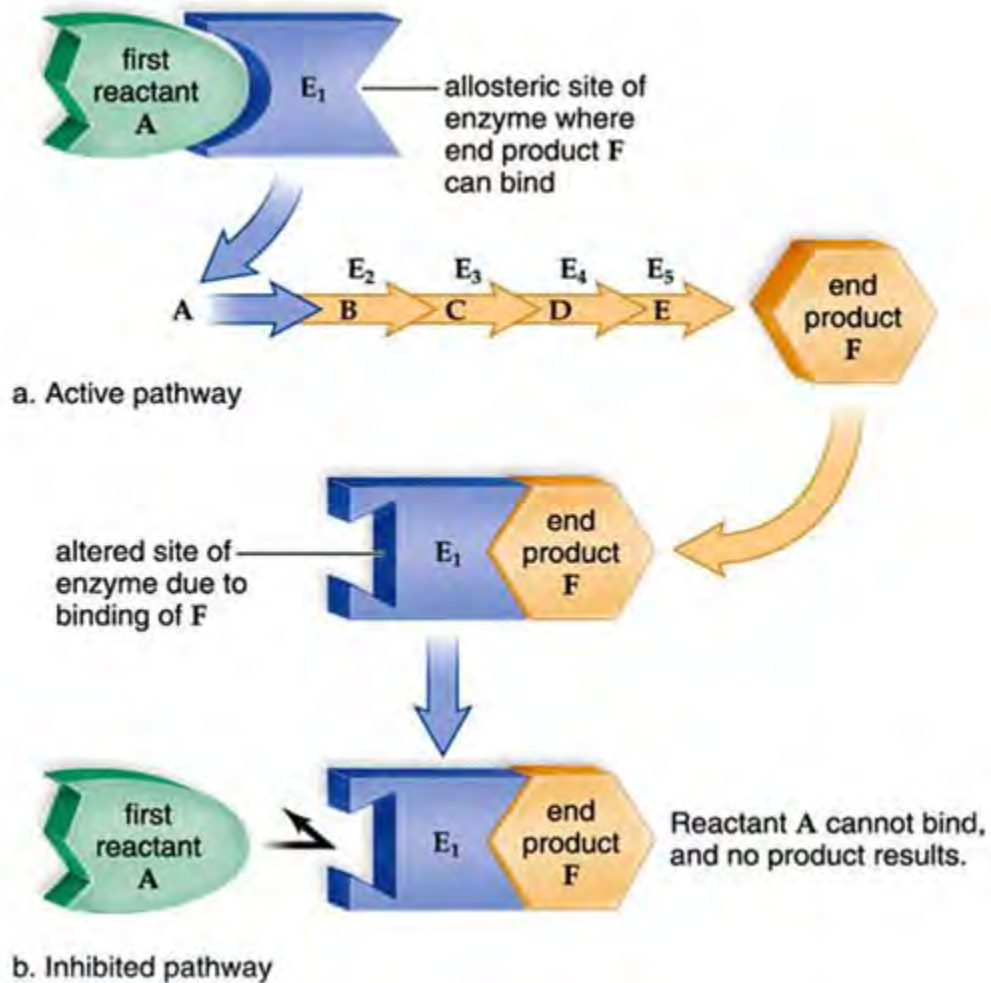 first
reactant
A
E₁
allosteric site of
enzyme where
end product F
can bind
E₂ E₃ E₄ E₅
A B C D E
end
product
F
a. Active pathway
altered site of
enzyme due to
binding of F
E₁
end
product
F
first
reactant
A
E₁
end
product
F
Reactant A cannot bind,
and no product results.
b. Inhibited pathway